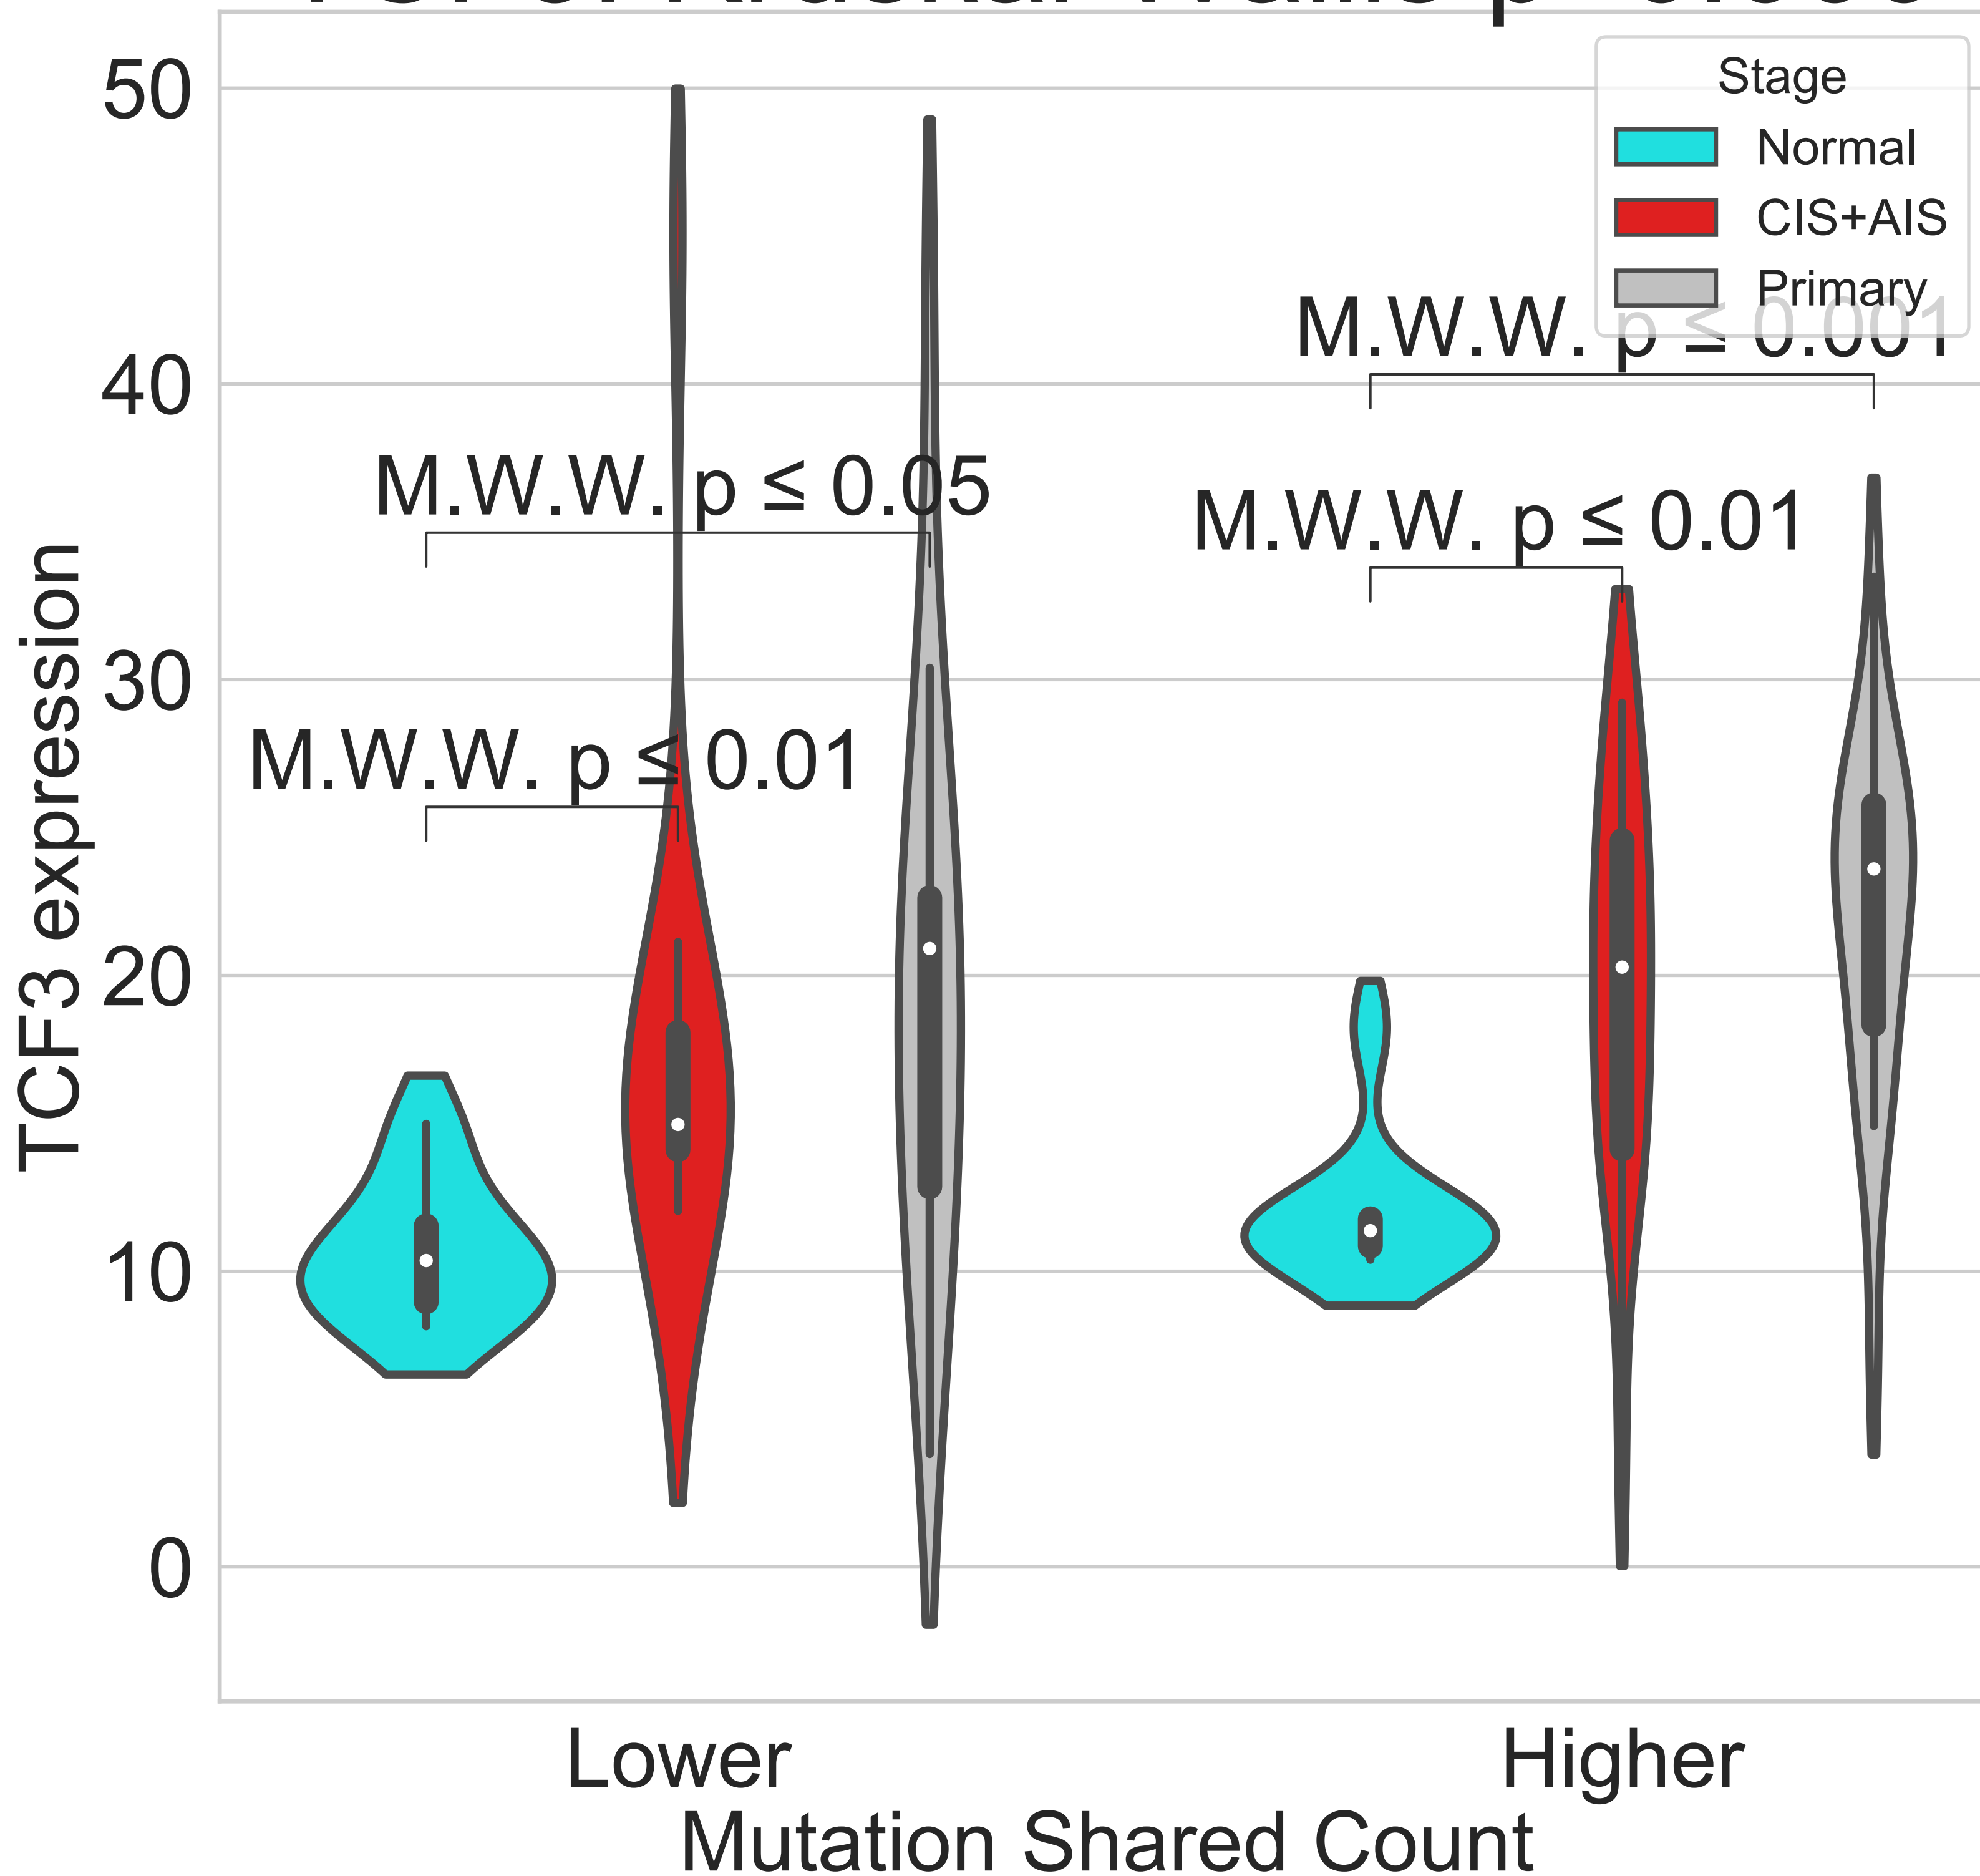 50
Stage
Normal
CIS+AIS
Primary
M.W.W. p ≤ 0.001
40
M.W.W. p ≤ 0.05
M.W.W. p ≤ 0.01
30
M.W.W. p ≤ 0.01
TCF3 expression
20
10
0
Lower
Higher
Mutation Shared Count